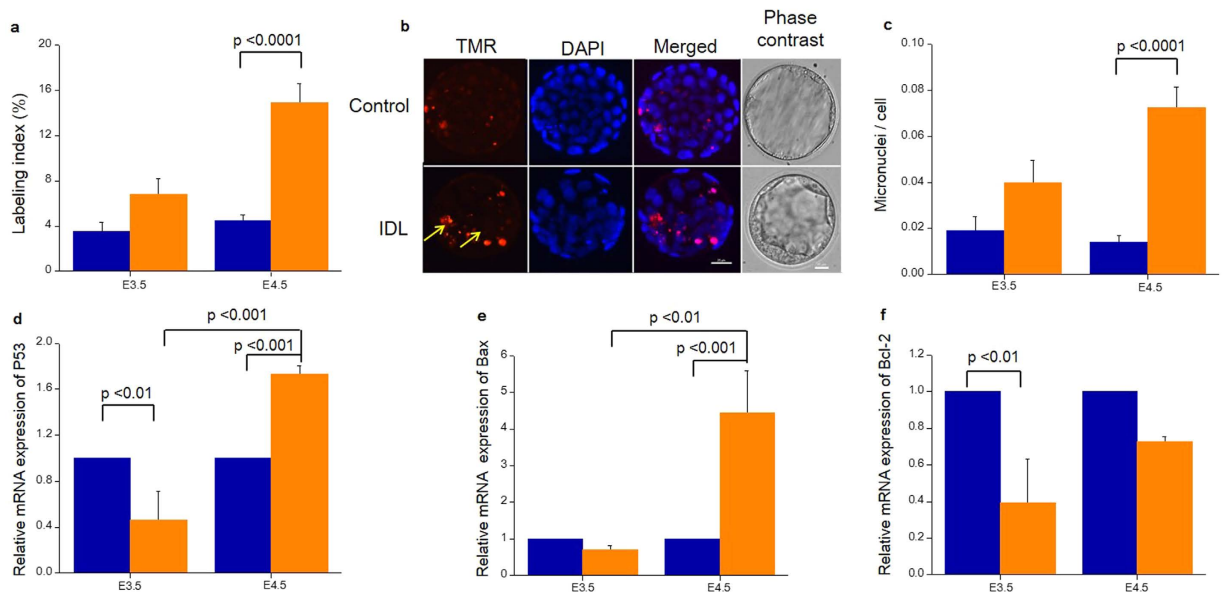 a
Labeling index (%)
20
16
12
8
4
0
p <0.0001
E3.5
E4.5
b
TMR
DAPI
Merged
Phase
contrast
Control
IDL
c
Micronuclei / cell
0.10
0.08
0.06
0.04
0.02
0.00
p <0.0001
E3.5
E4.5
d
Relative mRNA expression of P53
2.0
1.6
1.2
0.8
0.4
0.0
p <0.001
p <0.001
p <0.01
E3.5
E4.5
e
Relative mRNA expression of Bax
6
5
4
3
2
1
0
p <0.01
p <0.001
E3.5
E4.5
f
Relative mRNA expression of Bcl-2
1.2
1.0
0.8
0.6
0.4
0.2
0.0
p <0.01
E3.5
E4.5